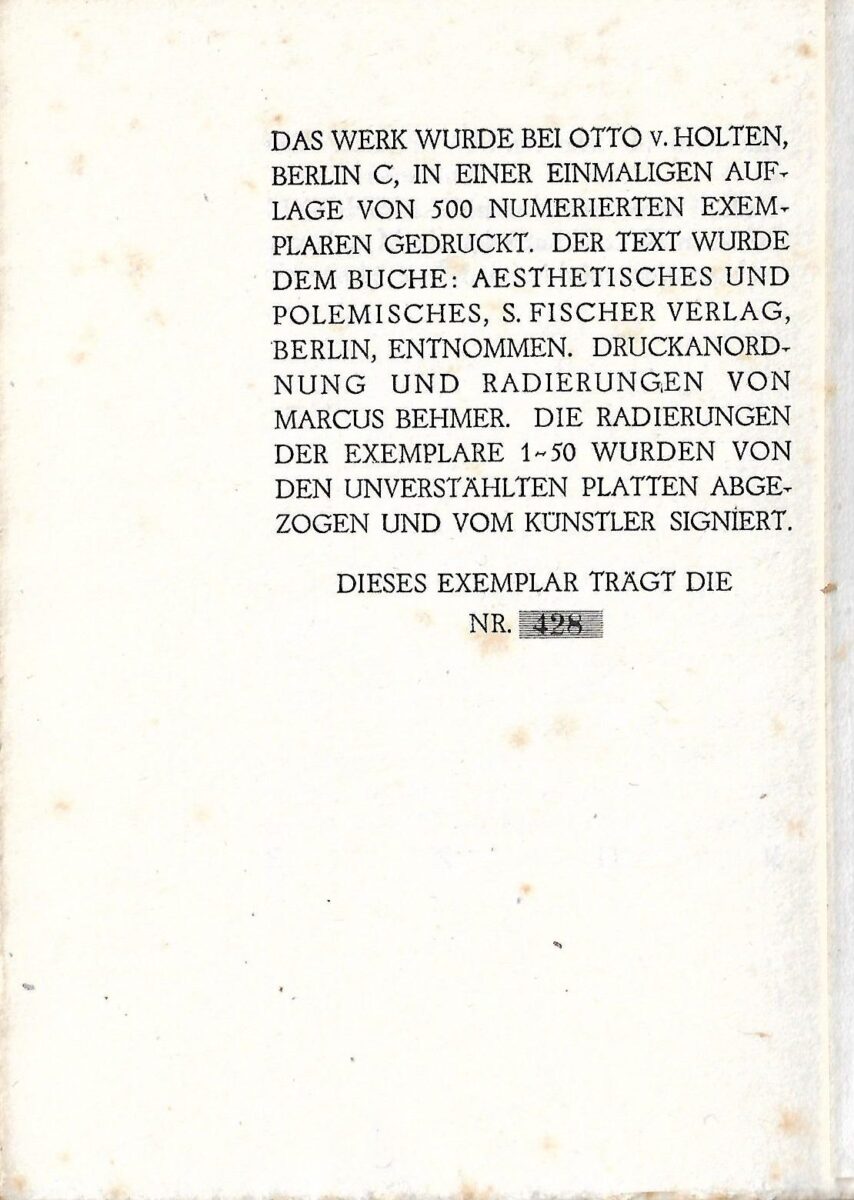 DAS WERK WURDE BEI OTTO v. HOLTEN,
BERLIN C, IN EINER EINMALIGEN AUF-
LAGE VON 500 NUMERIERTEN EXEM-
PLAREN GEDRUCKT. DER TEXT WURDE
DEM BUCHE: AESTHETISCHES UND
POLEMISCHES, S. FISCHER VERLAG,
BERLIN, ENTNOMMEN. DRUCKANORD-
NUNG UND RADIERUNGEN VON
MARCUS BEHMER. DIE RADIERUNGEN
DER EXEMPLARE 1~50 WURDEN VON
DEN UNVERSTÄHLTEN PLATTEN ABGE-
ZOGEN UND VOM KÜNSTLER SIGNIERT.
DIESES EXEMPLAR TRÄGT DIE
NR. 428